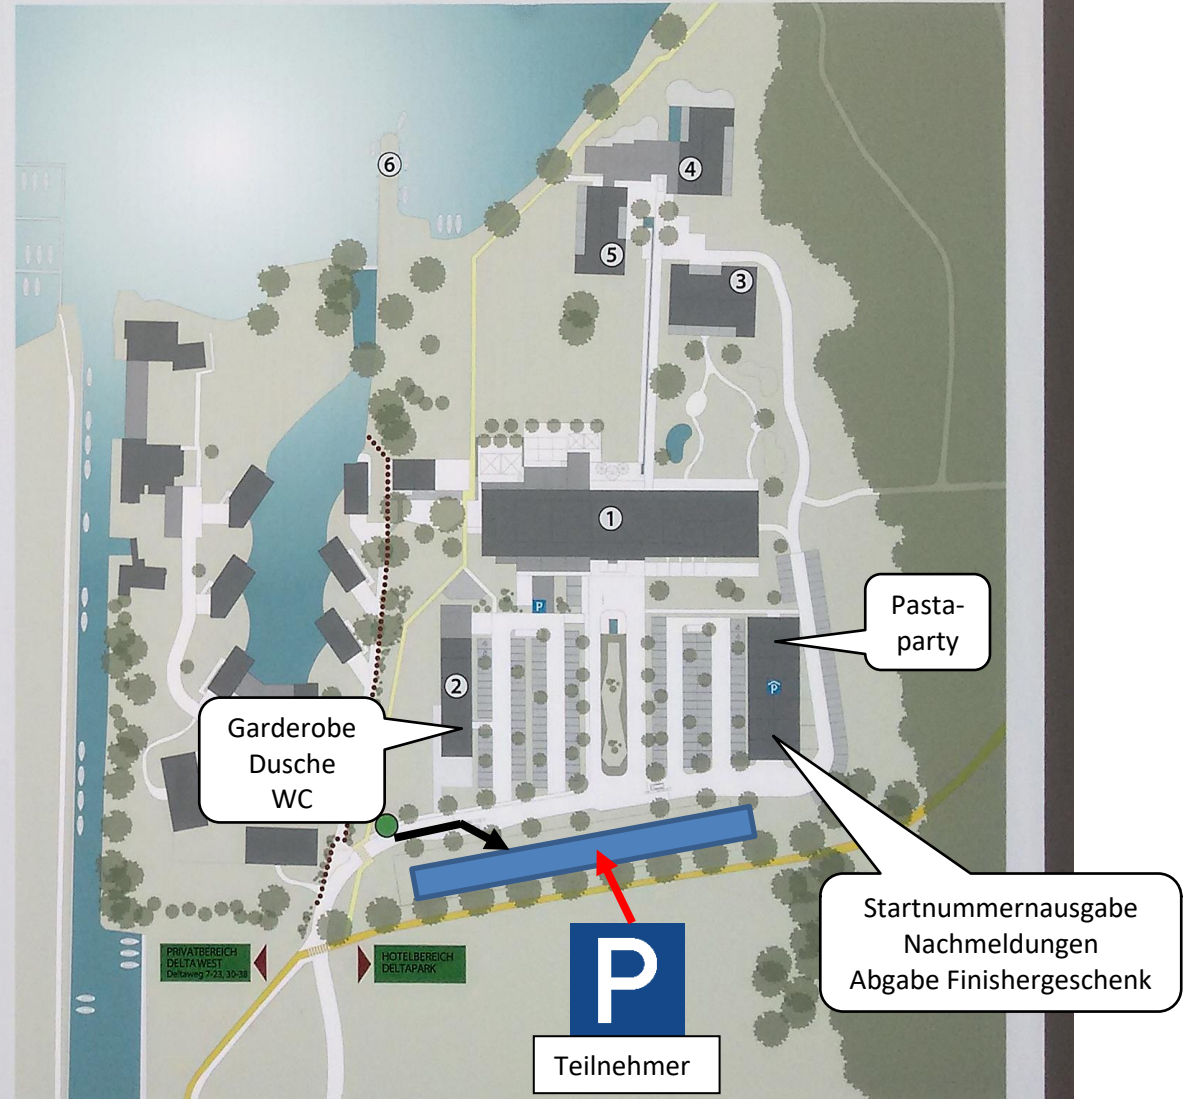 6
4
5
3
1
P
Pasta-
party
2
P
Garderobe
Dusche
WC
Startnummernausgabe
Nachmeldungen
Abgabe Finishergeschenk
PRIVATBEREICH
DELTAWEST
Deltaweg 7-23, 30-38
HOTELBEREICH
DELTAPARK
P
Teilnehmer